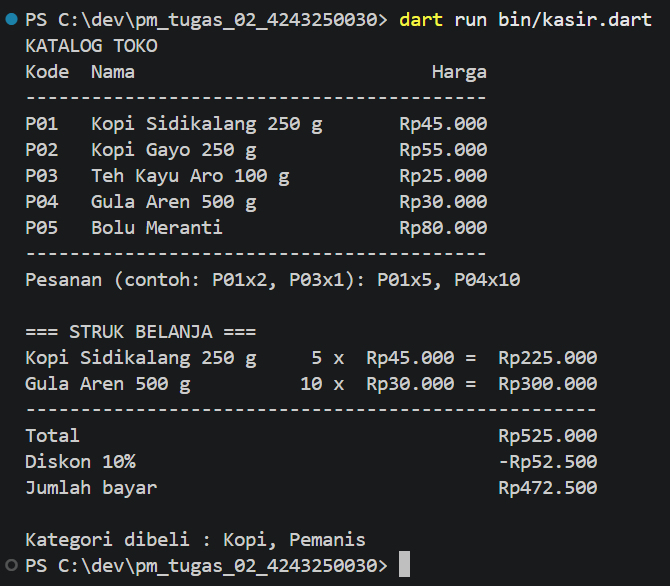 PS C:\dev\pm_tugas_02_4243250030> dart run bin/kasir.dart
KATALOG TOKO
Kode  Nama                             Harga
------------------------------------------
P01   Kopi Sidikalang 250 g       Rp45.000
P02   Kopi Gayo 250 g             Rp55.000
P03   Teh Kayu Aro 100 g          Rp25.000
P04   Gula Aren 500 g             Rp30.000
P05   Bolu Meranti                Rp80.000
------------------------------------------
Pesanan (contoh: P01x2, P03x1): P01x5, P04x10

=== STRUK BELANJA ===
Kopi Sidikalang 250 g     5 x  Rp45.000 =  Rp225.000
Gula Aren 500 g          10 x  Rp30.000 =  Rp300.000
----------------------------------------------------
Total                                      Rp525.000
Diskon 10%                                 -Rp52.500
Jumlah bayar                               Rp472.500

Kategori dibeli : Kopi, Pemanis
PS C:\dev\pm_tugas_02_4243250030>